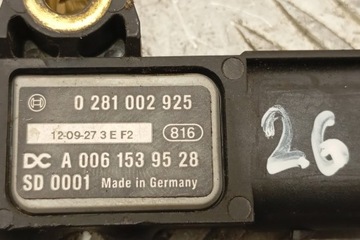 0 281 002 925
12-09-27 3 E F2
816
DC A 006 153 95 28
SD 0001 Made in Germany
26